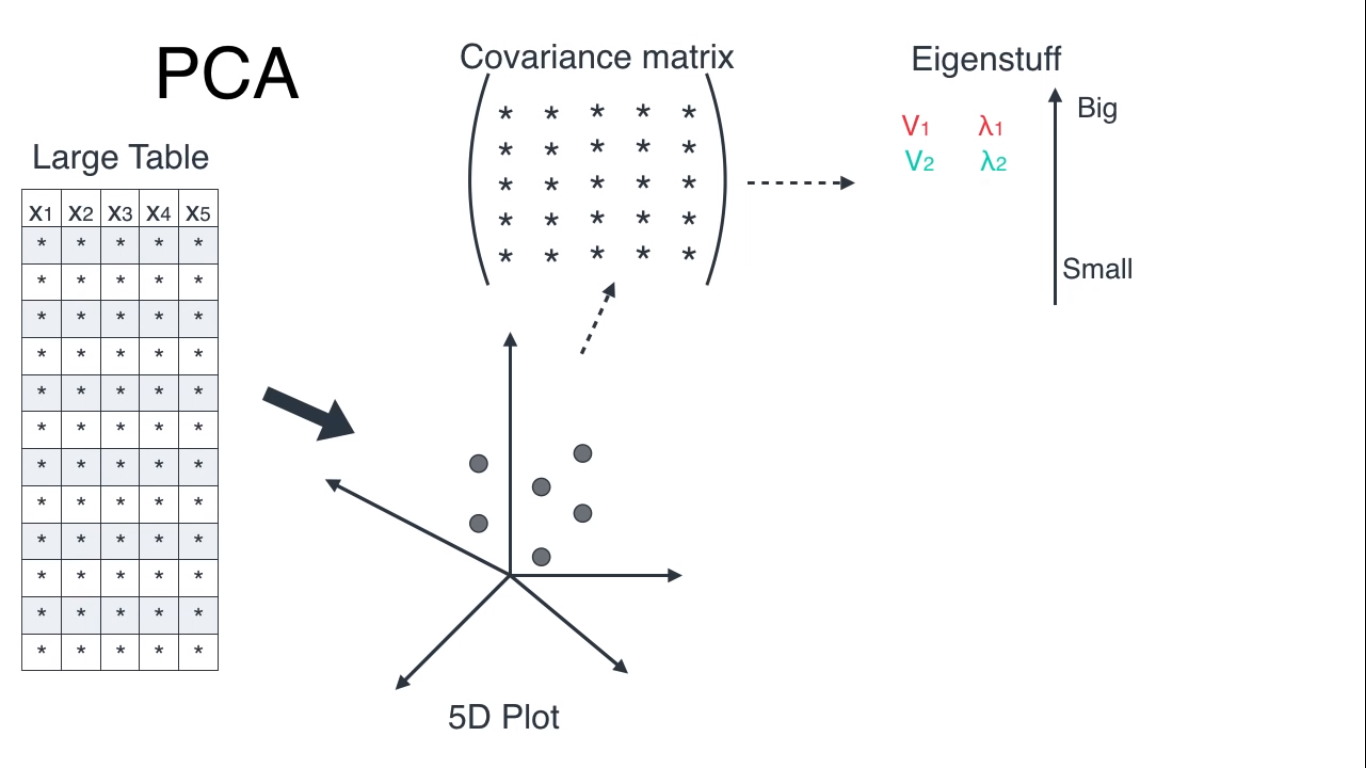 PCA
Large Table
x1 x2 x3 x4 x5
* * * * *
* * * * *
* * * * *
* * * * *
* * * * *
* * * * *
* * * * *
* * * * *
* * * * *
* * * * *
* * * * *
* * * * *
Covariance matrix
* * * * *
* * * * *
* * * * *
* * * * *
* * * * *
Eigenstuff
V1 λ1
V2 λ2
Big
Small
5D Plot